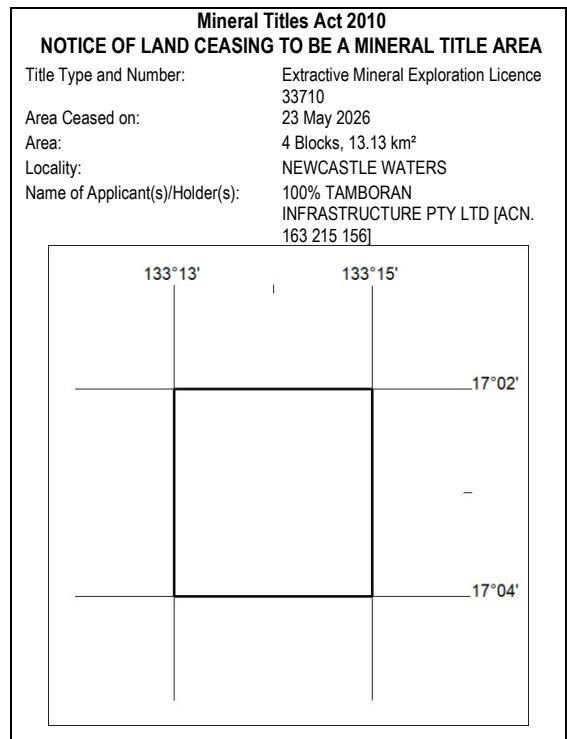 Mineral Titles Act 2010
NOTICE OF LAND CEASING TO BE A MINERAL TITLE AREA
Title Type and Number: Extractive Mineral Exploration Licence
33710
Area Ceased on: 23 May 2026
Area: 4 Blocks, 13.13 km²
Locality: NEWCASTLE WATERS
Name of Applicant(s)/Holder(s): 100% TAMBORAN
INFRASTRUCTURE PTY LTD [ACN.
163 215 156]
133°13' 133°15'
17°02'
17°04'